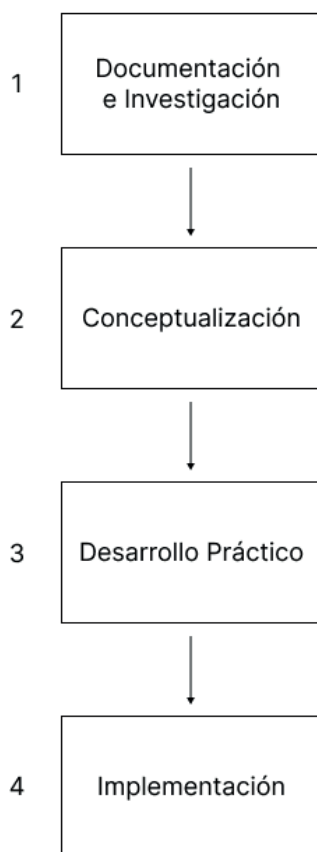 1
Documentación
e Investigación
2
Conceptualización
3
Desarrollo Práctico
4
Implementación